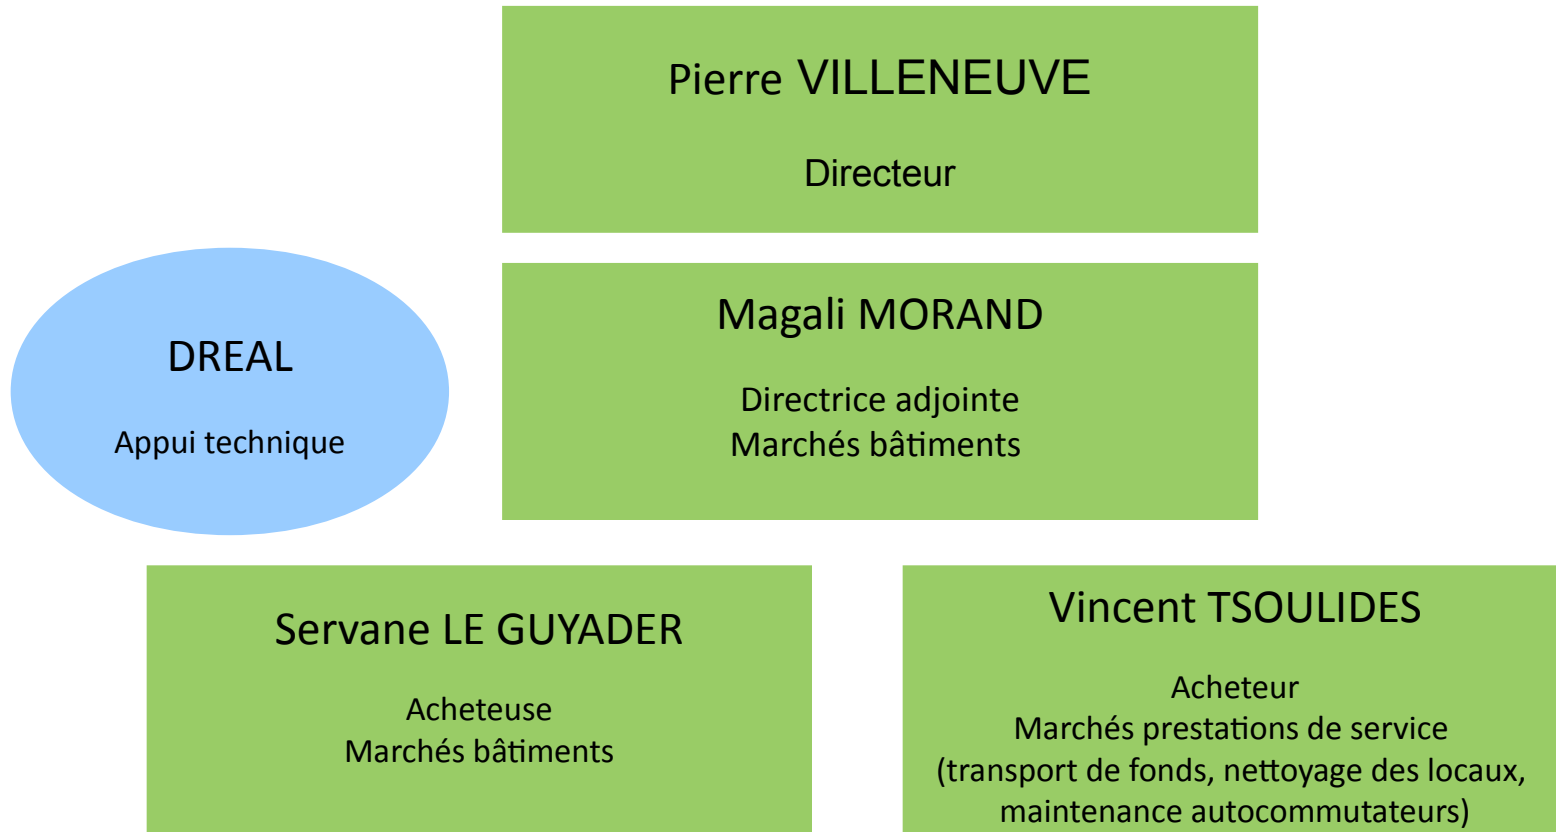 Pierre VILLENEUVE
Directeur
DREAL
Appui technique
Magali MORAND
Directrice adjointe
Marchés bâtiments
Servane LE GUYADER
Acheteuse
Marchés bâtiments
Vincent TSOULIDES
Acheteur
Marchés prestations de service
(transport de fonds, nettoyage des locaux,
maintenance autocommutateurs)